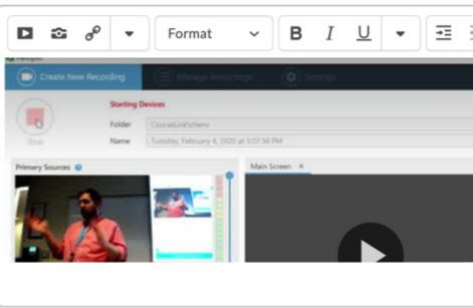 Format B I U
Create New Recording Manage Recordings Settings
Starting Devices
Folder
Stop
Name Tuesday, February 4, 2020 at 3:07:36 PM
Primary Sources Main Screen ×